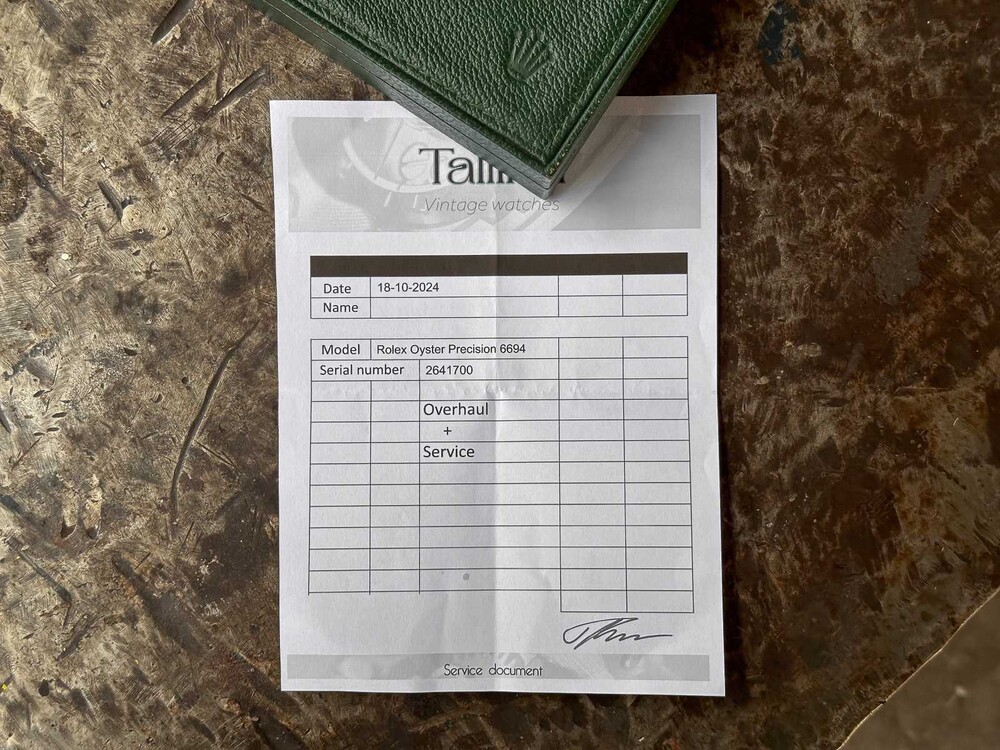 Vintage watches
Date 18-10-2024
Name
Model Rolex Oyster Precision 6694
Serial number 2641700
Overhaul
+
Service
Service document